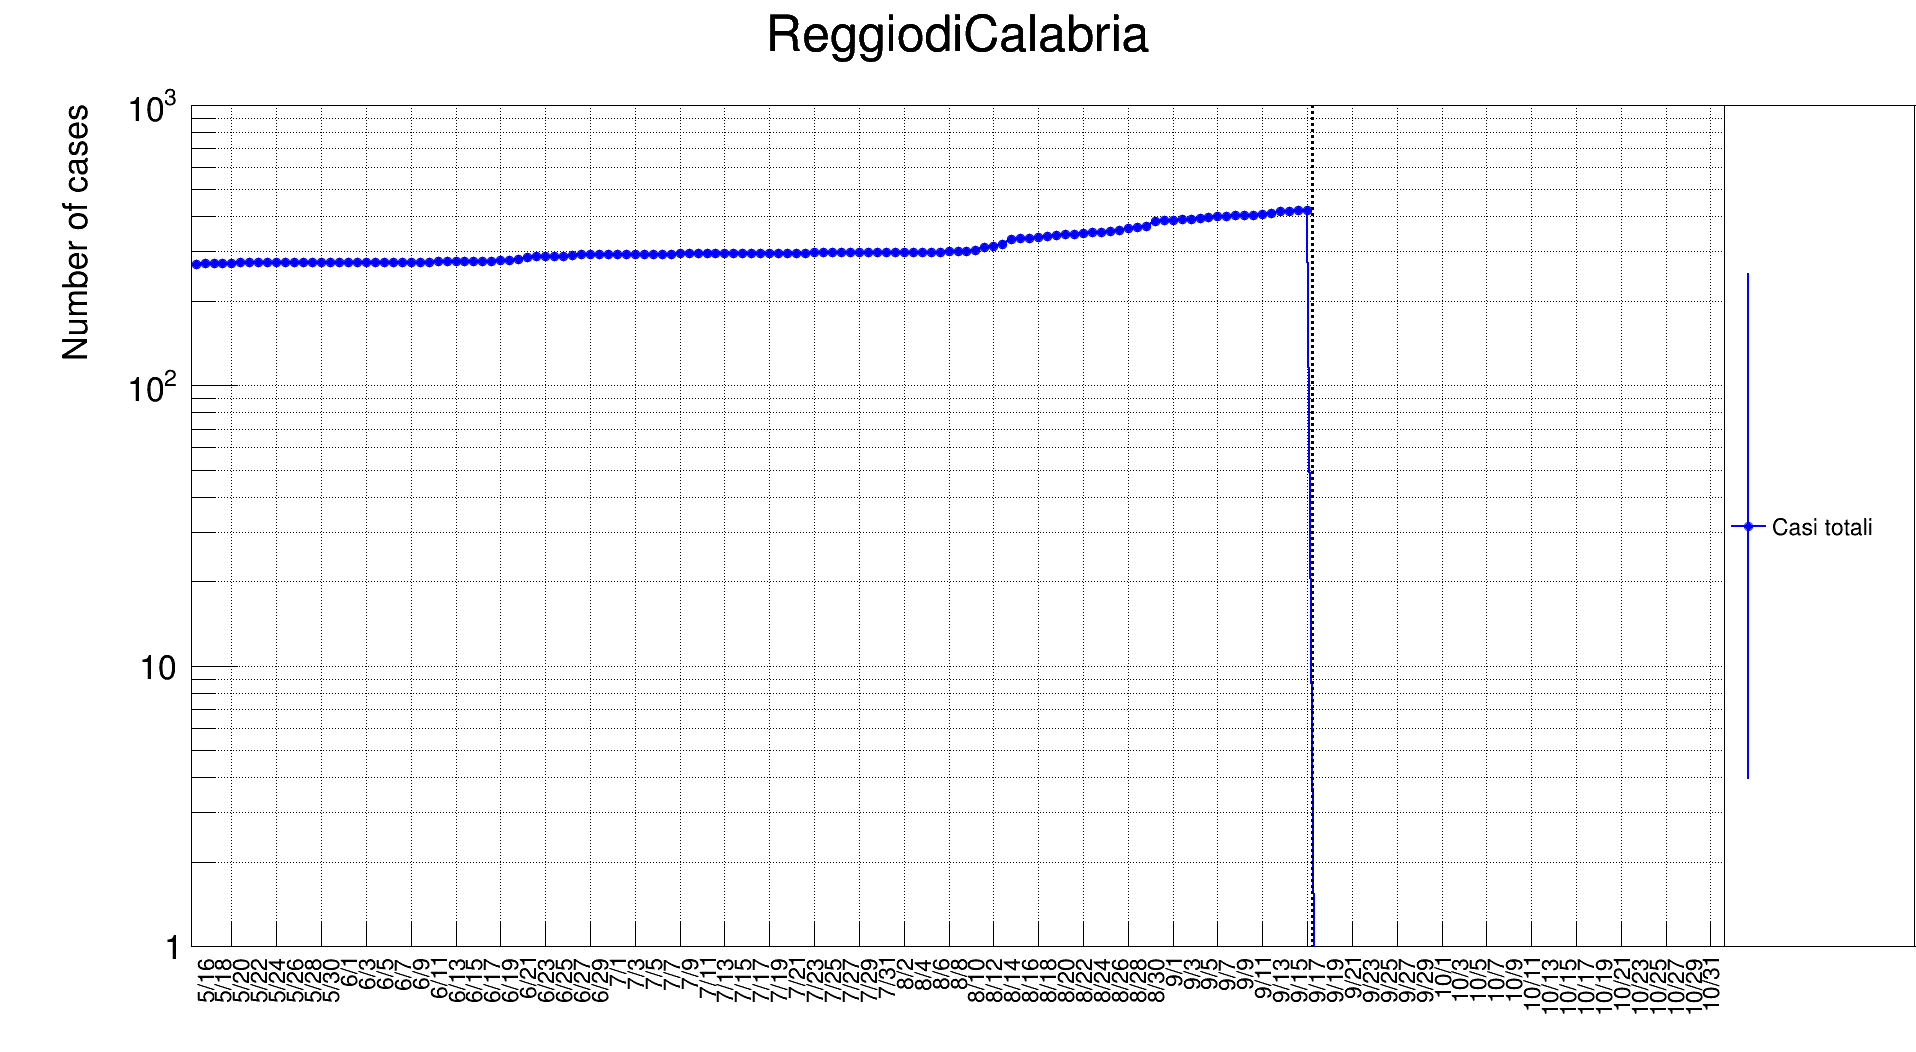 ReggiodiCalabria
Number of cases
10³
10²
10
1
5/16 5/18 5/20 5/22 5/24 5/26 5/28 5/30 6/1 6/3 6/5 6/7 6/9 6/11 6/13 6/15 6/17 6/19 6/21 6/23 6/25 6/27 6/29 7/1 7/3 7/5 7/7 7/9 7/11 7/13 7/15 7/17 7/19 7/21 7/23 7/25 7/27 7/29 7/31 8/2 8/4 8/6 8/8 8/10 8/12 8/14 8/16 8/18 8/20 8/22 8/24 8/26 8/28 8/30 9/1 9/3 9/5 9/7 9/9 9/11 9/13 9/15 9/17 9/19 9/21 9/23 9/25 9/27 9/29 10/1 10/3 10/5 10/7 10/9 10/11 10/13 10/15 10/17 10/19 10/21 10/23 10/25 10/27 10/29 10/31
Casi totali